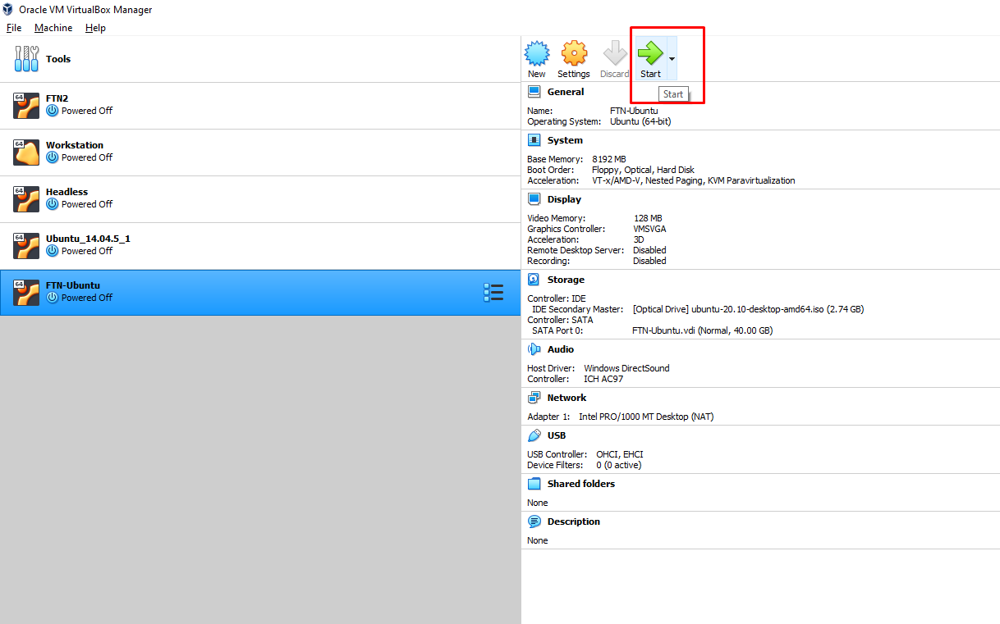 Oracle VM VirtualBox Manager
File Machine Help
Tools
64
FTN2
Powered Off
64
Workstation
Powered Off
64
Headless
Powered Off
64
Ubuntu_14.04.5_1
Powered Off
64
FTN-Ubuntu
Powered Off
New Settings Discard Start
Start
General
Name: FTN-Ubuntu
Operating System: Ubuntu (64-bit)
System
Base Memory: 8192 MB
Boot Order: Floppy, Optical, Hard Disk
Acceleration: VT-x/AMD-V, Nested Paging, KVM Paravirtualization
Display
Video Memory: 128 MB
Graphics Controller: VMSVGA
Acceleration: 3D
Remote Desktop Server: Disabled
Recording: Disabled
Storage
Controller: IDE
IDE Secondary Master: [Optical Drive] ubuntu-20.10-desktop-amd64.iso (2.74 GB)
Controller: SATA
SATA Port 0: FTN-Ubuntu.vdi (Normal, 40.00 GB)
Audio
Host Driver: Windows DirectSound
Controller: ICH AC97
Network
Adapter 1: Intel PRO/1000 MT Desktop (NAT)
USB
USB Controller: OHCI, EHCI
Device Filters: 0 (0 active)
Shared folders
None
Description
None